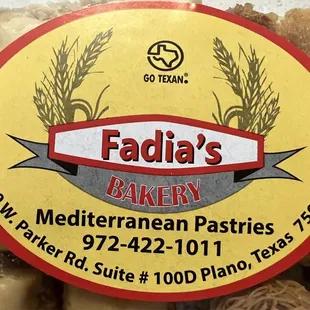 GO TEXAN.
Fadia's
BAKERY
Mediterranean Pastries
972-422-1011
W. Parker Rd. Suite # 100D Plano, Texas